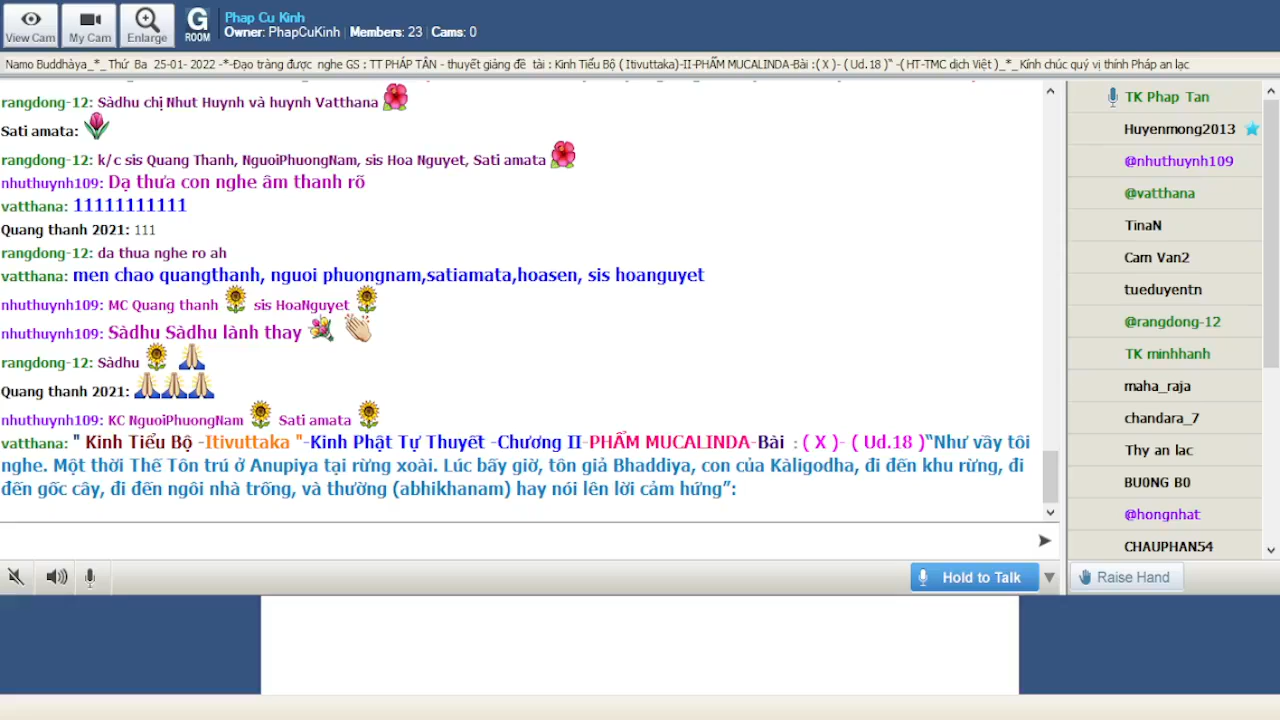 View Cam
My Cam
Enlarge
G
ROOM
Phap Cu Kinh
Owner: PhapCuKinh | Members: 23 | Cams: 0
Namo Buddhàya_*_Thứ Ba 25-01- 2022 -*-Đạo tràng được nghe GS : TT PHÁP TÂN - thuyết giảng đề tài : Kinh Tiểu Bộ ( Itivuttaka)-II-PHẨM MUCALINDA-Bài :( X )- ( Ud.18 )" -( HT-TMC dịch Việt )_*_Kính chúc quý vị thính Pháp an lạc
rangdong-12: Sàdhu chị Nhut Huynh và huynh Vatthana
Sati amata:
rangdong-12: k/c sis Quang Thanh, NguoiPhuongNam, sis Hoa Nguyet, Sati amata
nhuthuynh109: Dạ thưa con nghe âm thanh rõ
vatthana: 11111111111
Quang thanh 2021: 111
rangdong-12: da thua nghe ro ah
vatthana: men chao quangthanh, nguoi phuongnam,satiamata,hoasen, sis hoanguyet
nhuthuynh109: MC Quang thanh sis HoaNguyet
nhuthuynh109: Sàdhu Sàdhu lành thay
rangdong-12: Sàdhu
Quang thanh 2021:
nhuthuynh109: KC NguoiPhuongNam Sati amata
vatthana: " Kinh Tiểu Bộ -Itivuttaka "-Kinh Phật Tự Thuyết -Chương II-PHẨM MUCALINDA-Bài : ( X )- ( Ud.18 )“Như vầy tôi
nghe. Một thời Thế Tôn trú ở Anupiya tại rừng xoài. Lúc bấy giờ, tôn giả Bhaddiya, con của Kàligodha, đi đến khu rừng, đi
đến gốc cây, đi đến ngôi nhà trống, và thường (abhikhanam) hay nói lên lời cảm hứng”:
Hold to Talk
TK Phap Tan
Huyenmong2013
@nhuthuynh109
@vatthana
TinaN
Cam Van2
tueduyentn
@rangdong-12
TK minhhanh
maha_raja
chandara_7
Thy an lac
BU0NG B0
@hongnhat
CHAUPHAN54
Raise Hand